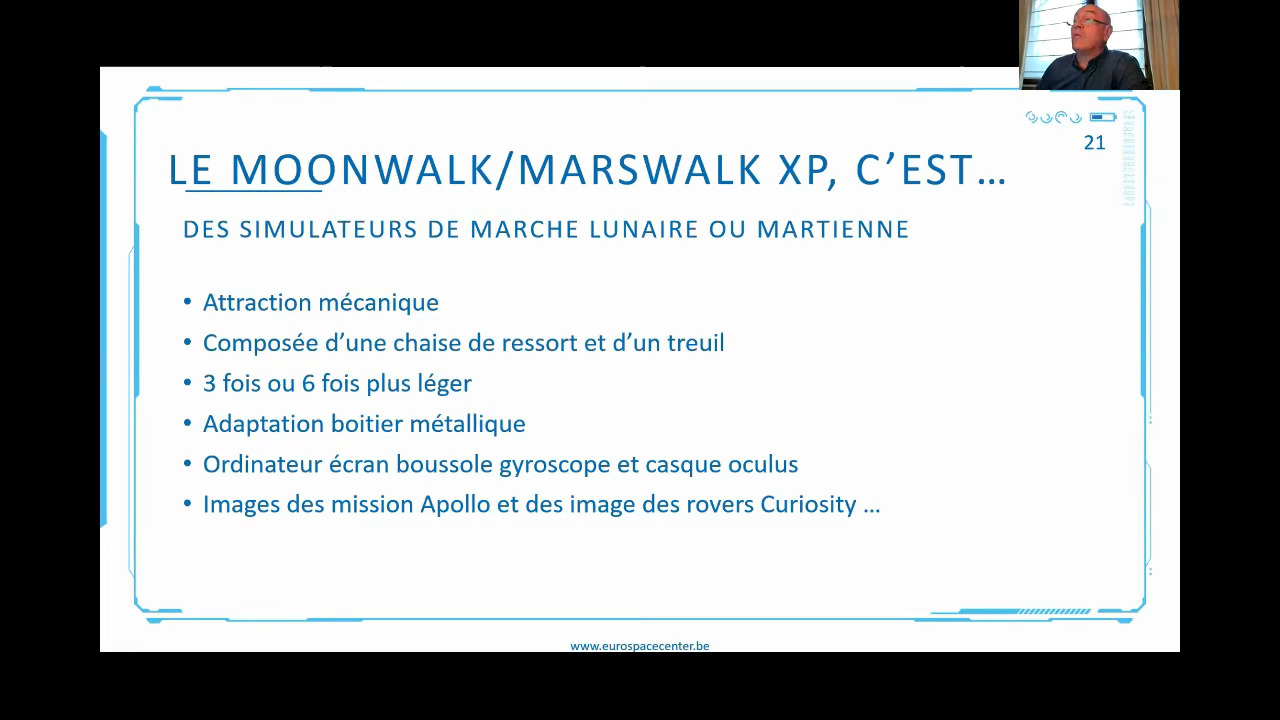 21
LE MOONWALK/MARSWALK XP, C’EST…
DES SIMULATEURS DE MARCHE LUNAIRE OU MARTIENNE
• Attraction mécanique
• Composée d’une chaise de ressort et d’un treuil
• 3 fois ou 6 fois plus léger
• Adaptation boitier métallique
• Ordinateur écran boussole gyroscope et casque oculus
• Images des mission Apollo et des image des rovers Curiosity …
www.eurospacecenter.be